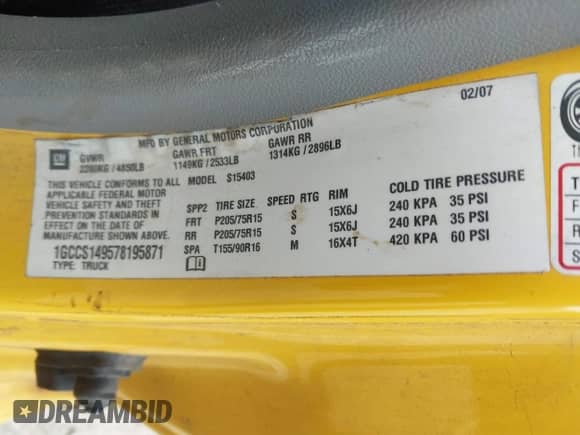 02/07
MFD BY GENERAL MOTORS CORPORATION
GM
GVWR GAWR FRT GAWR RR
2200KG / 4850LB 1149KG / 2533LB 1314KG / 2896LB
THIS VEHICLE CONFORMS TO ALL MODEL S15403
APPLICABLE FEDERAL MOTOR
VEHICLE SAFETY AND THEFT
PREVENTION STANDARDS IN
EFFECT ON THE DATE OF
MANUFACTURE SHOWN ABOVE.
SPP2 TIRE SIZE SPEED RTG RIM COLD TIRE PRESSURE
FRT P205/75R15 S 15X6J 240 KPA 35 PSI
RR P205/75R15 S 15X6J 240 KPA 35 PSI
SPA T155/90R16 M 16X4T 420 KPA 60 PSI
1GCCS149578195871
TYPE: TRUCK
DREAMBID